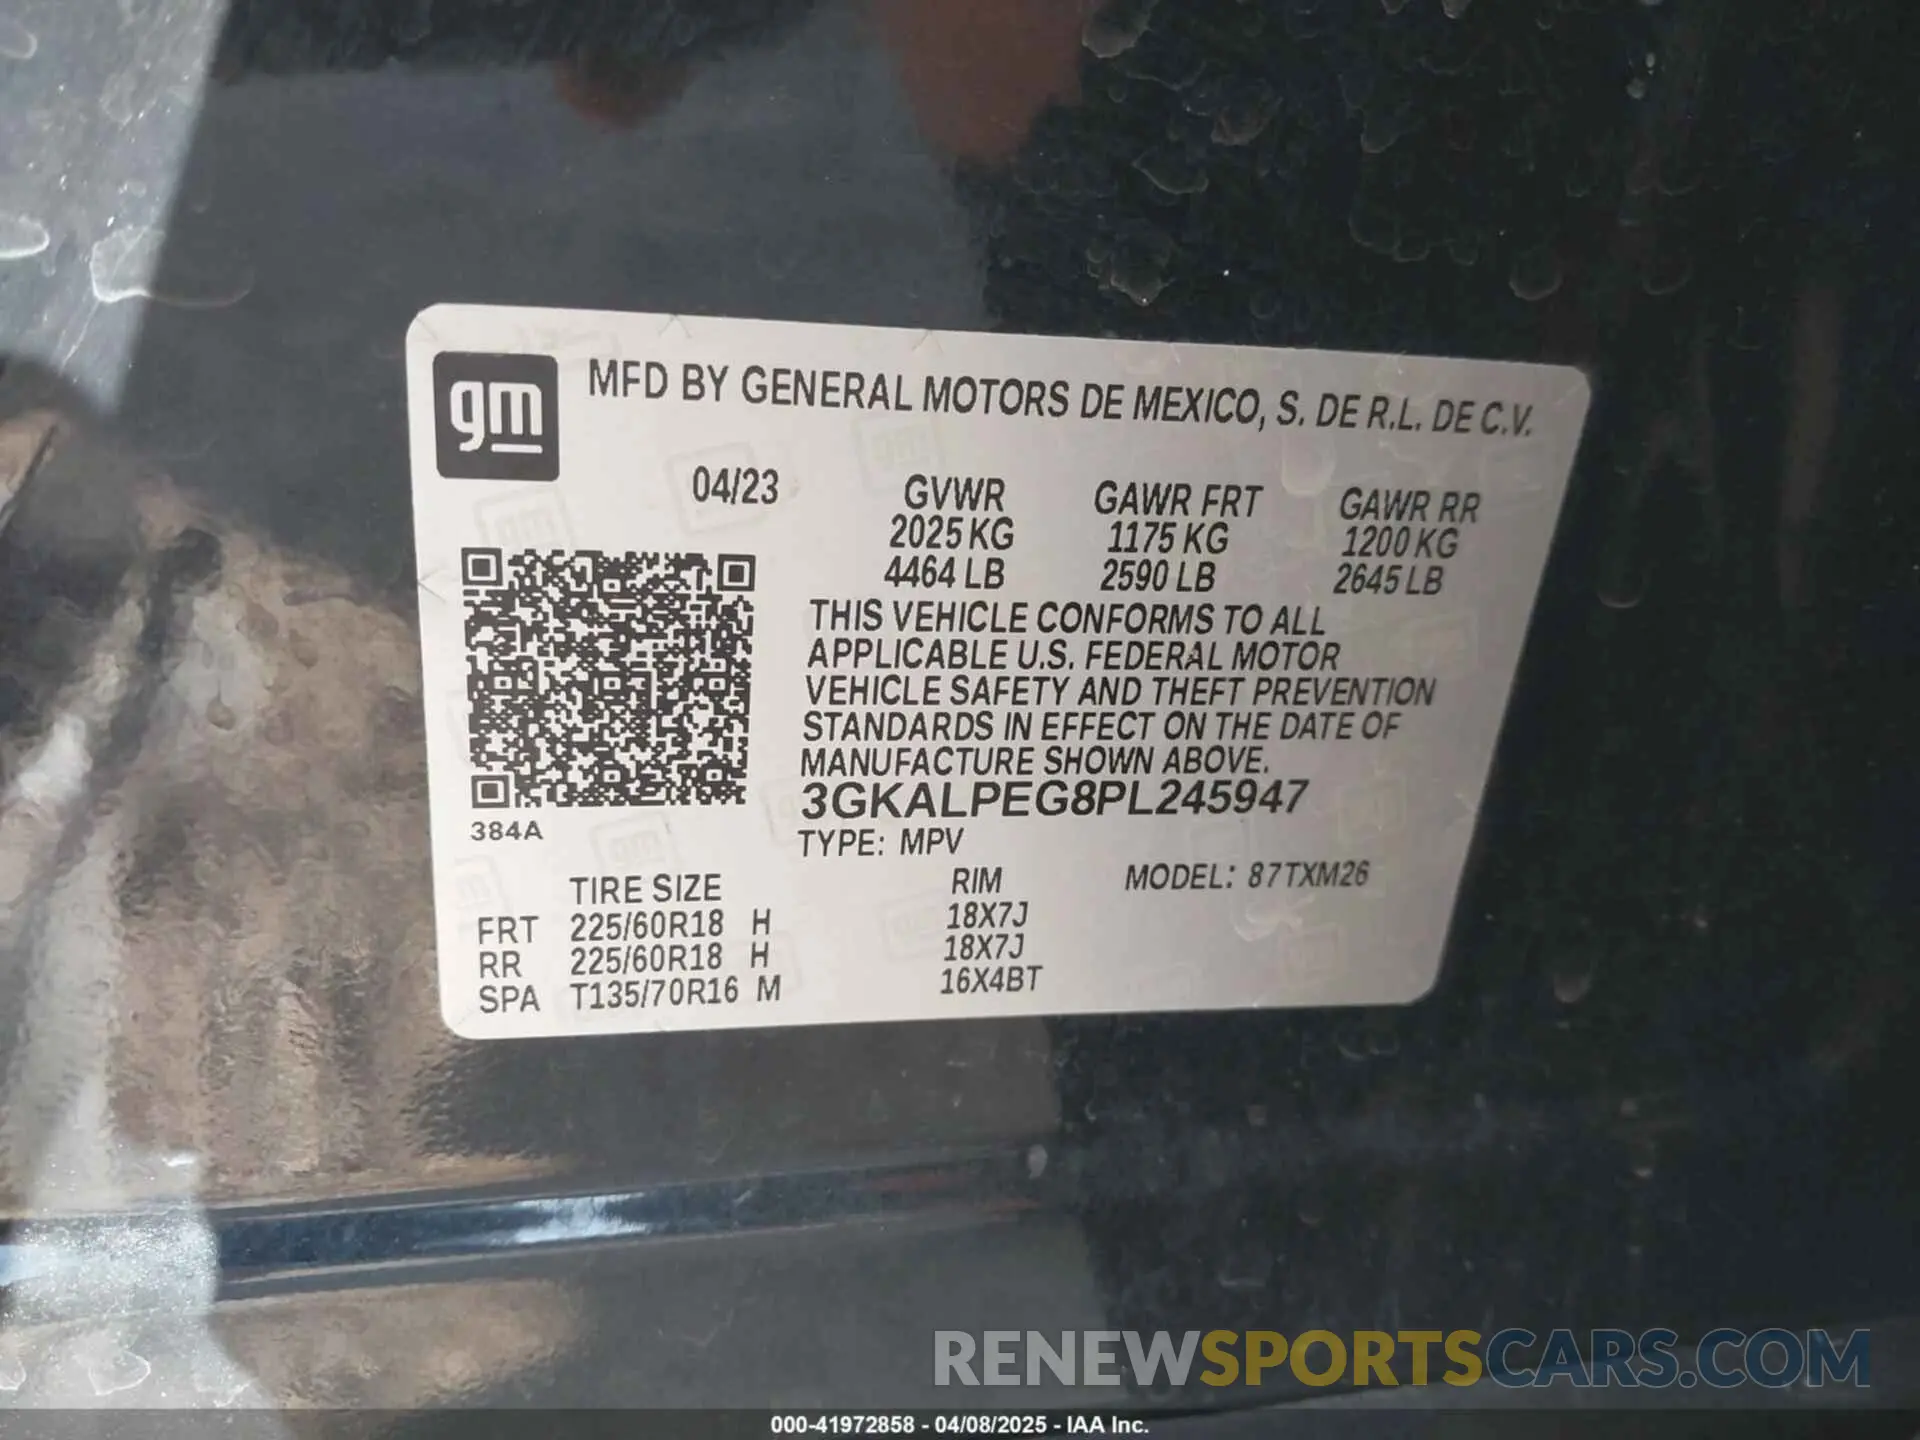 gm
MFD BY GENERAL MOTORS DE MEXICO, S. DE R.L. DE C.V.
04/23
GVWR GAWR FRT GAWR RR
2025 KG 1175 KG 1200 KG
4464 LB 2590 LB 2645 LB
THIS VEHICLE CONFORMS TO ALL
APPLICABLE U.S. FEDERAL MOTOR
VEHICLE SAFETY AND THEFT PREVENTION
STANDARDS IN EFFECT ON THE DATE OF
MANUFACTURE SHOWN ABOVE.
3GKALPEG8PL245947
384A
TYPE: MPV
TIRE SIZE RIM MODEL: 87TXM26
FRT 225/60R18 H 18X7J
RR 225/60R18 H 18X7J
SPA T135/70R16 M 16X4BT
RENEWSPORTSCARS.COM
000-41972858 - 04/08/2025 - IAA Inc.